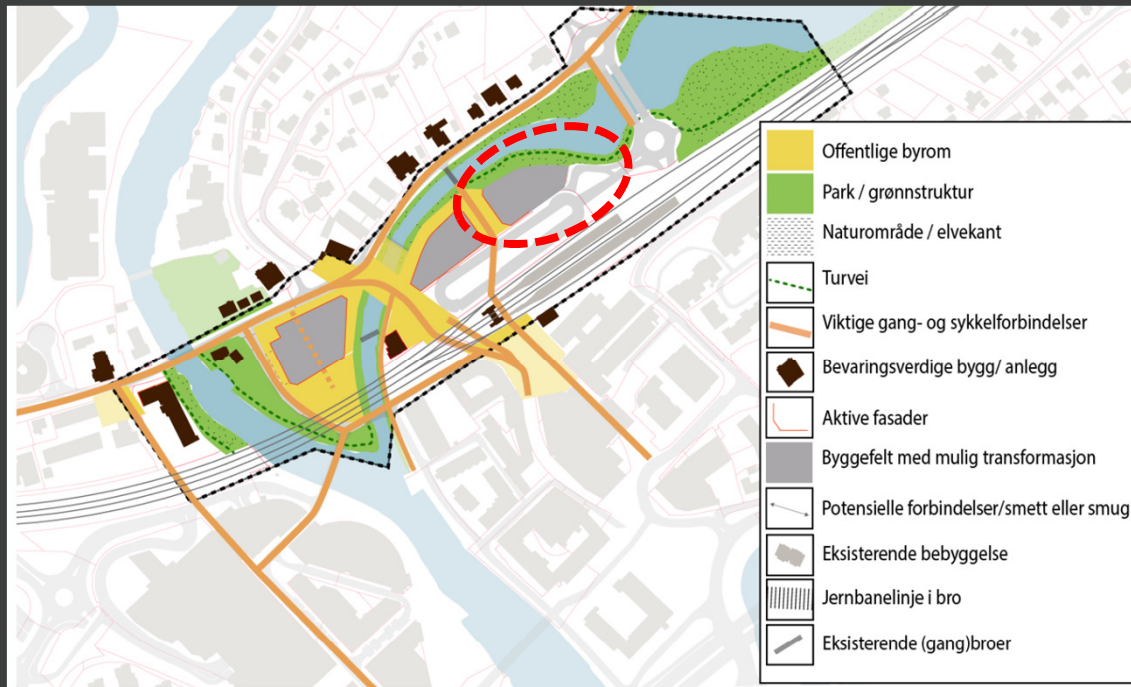 Offentlige byrom
Park / grønnstruktur
Naturområde / elvekant
Turvei
Viktige gang- og sykkelforbindelser
Bevaringsverdige bygg/ anlegg
Aktive fasader
Byggefelt med mulig transformasjon
Potensielle forbindelser/smett eller smug
Eksisterende bebyggelse
Jernbanelinje i bro
Eksisterende (gang)broer